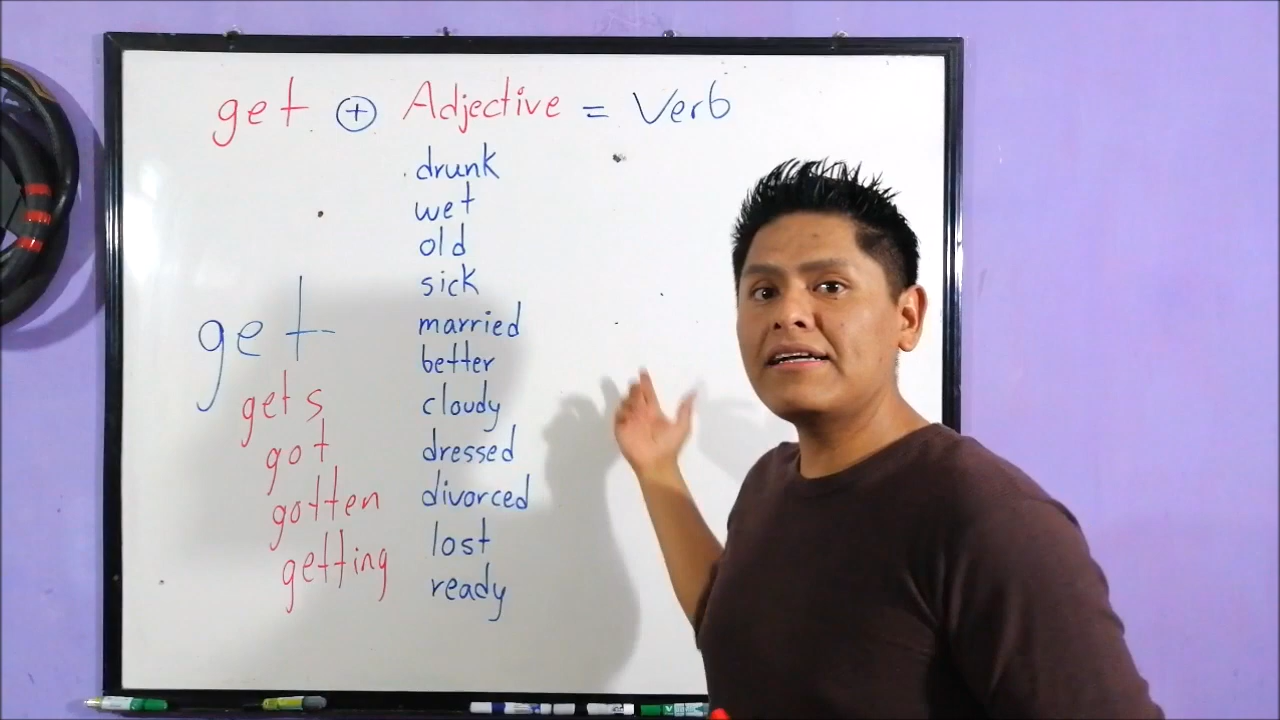 get + Adjective = Verb
drunk
wet
old
sick
married
better
cloudy
dressed
divorced
lost
ready
get
gets
got
gotten
getting